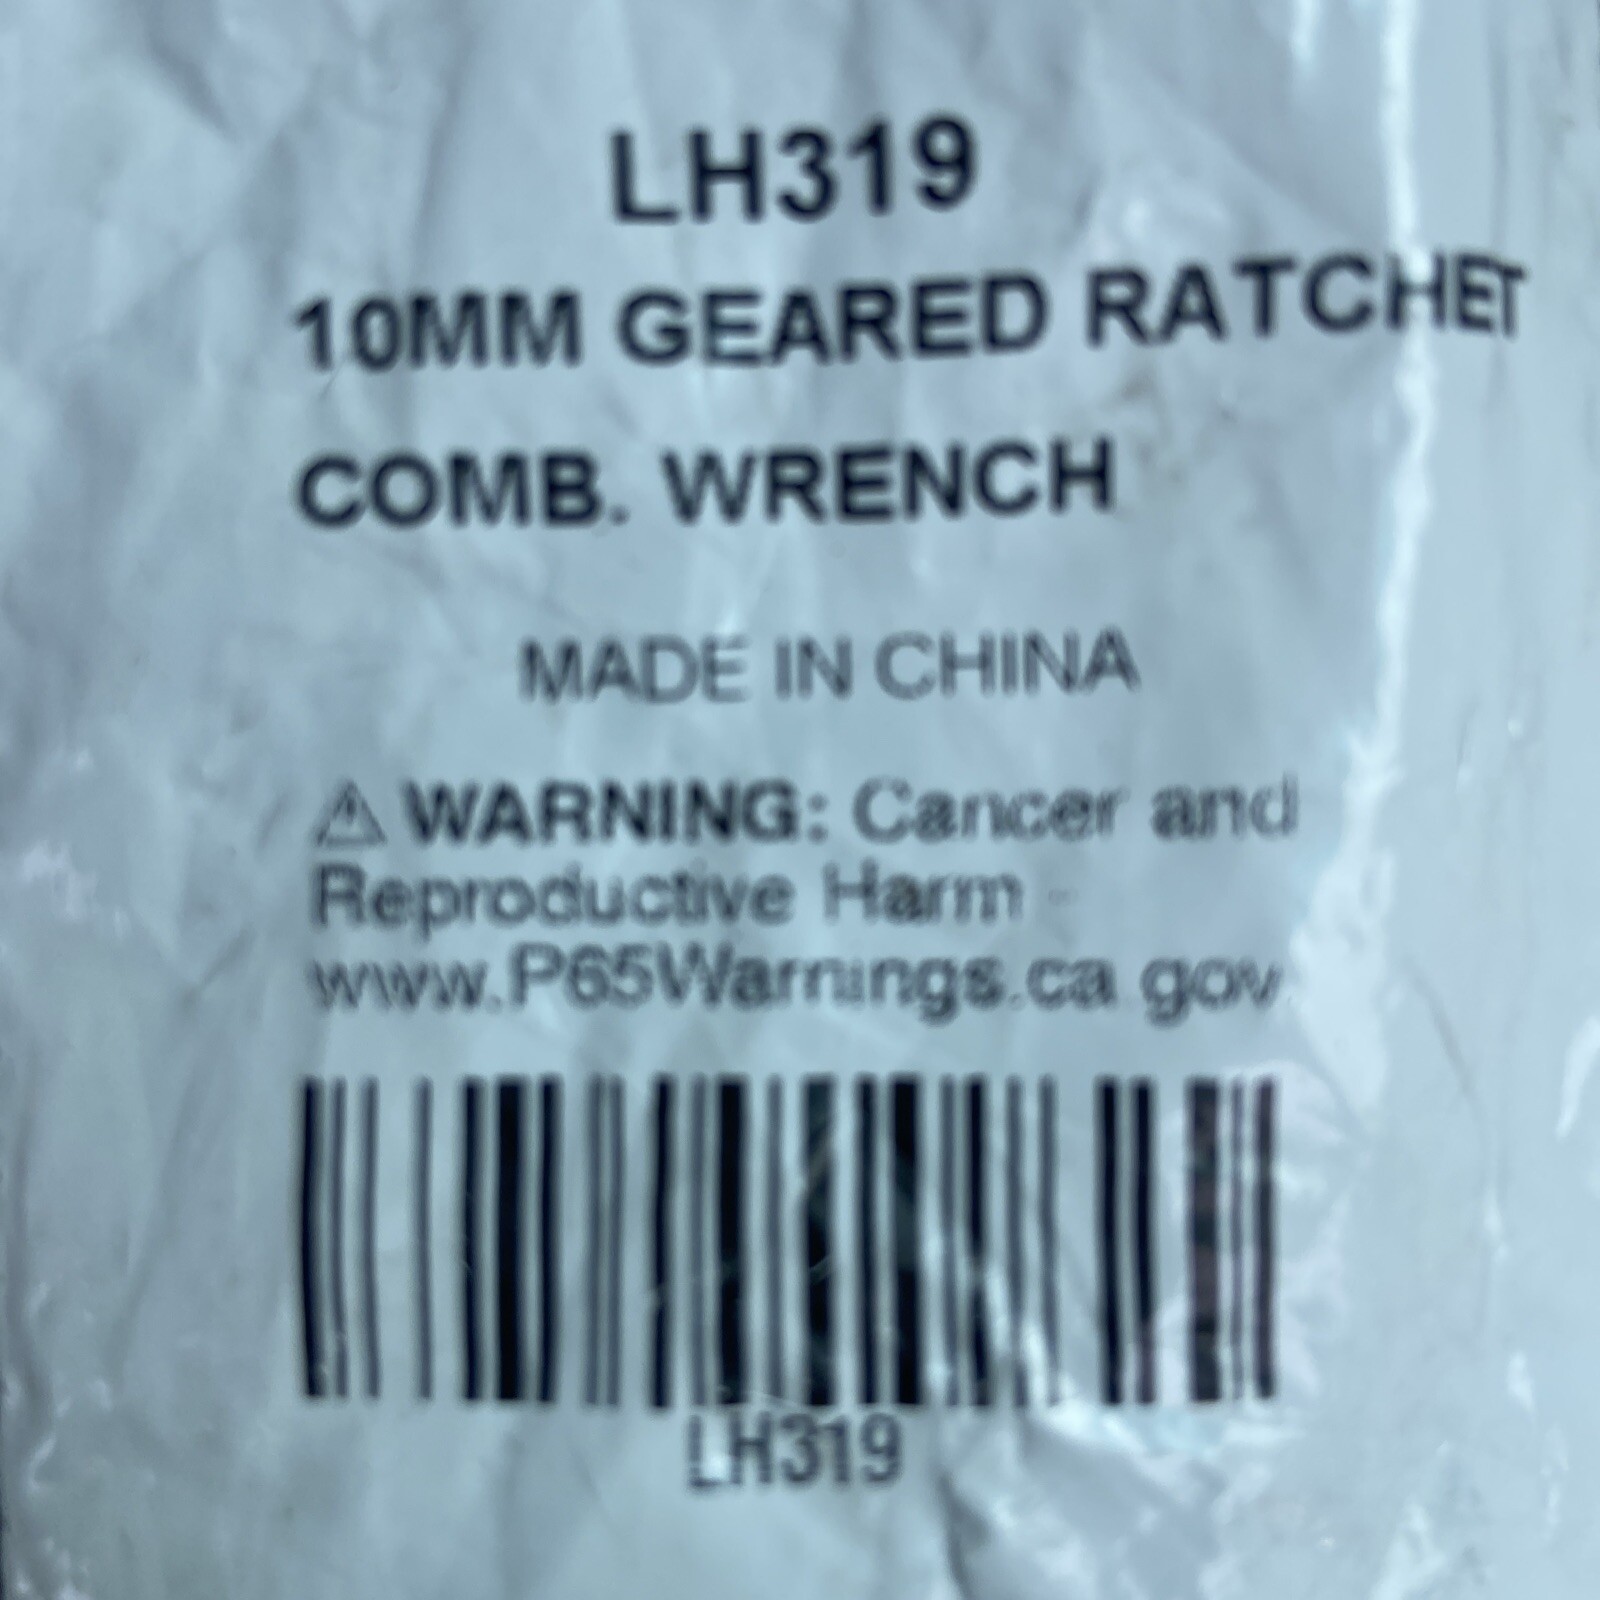 LH319
10MM GEARED RATCHET
COMB. WRENCH
MADE IN CHINA
⚠ WARNING: Cancer and
Reproductive Harm -
www.P65Warnings.ca.gov
LH319